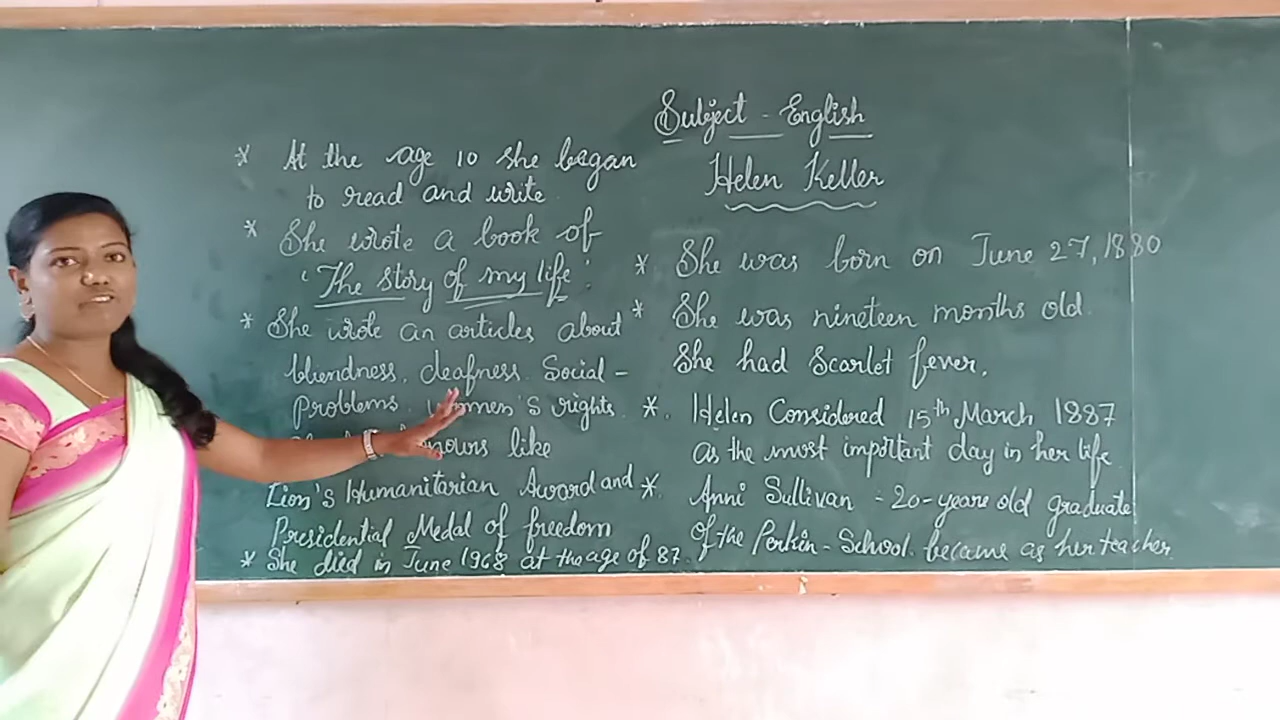 Subject - English
Helen Keller
* She was born on June 27, 1880
* She was nineteen months old.
She had Scarlet fever.
*. Helen Considered 15th March 1887
as the most important day in her life
*. Anni Sullivan - 20-yeare old graduate
of the Perkin - School. became as her teacher
* At the age 10 she began
to read and write
* She wrote a book of
'The story of my life'.
* She wrote an articles about
blendness, deafness. Social -
Problems. women's rights.
like
Lion's Humanitarian Award and
Presidential Medal of freedom
* She died in June 1968 at the age of 87.